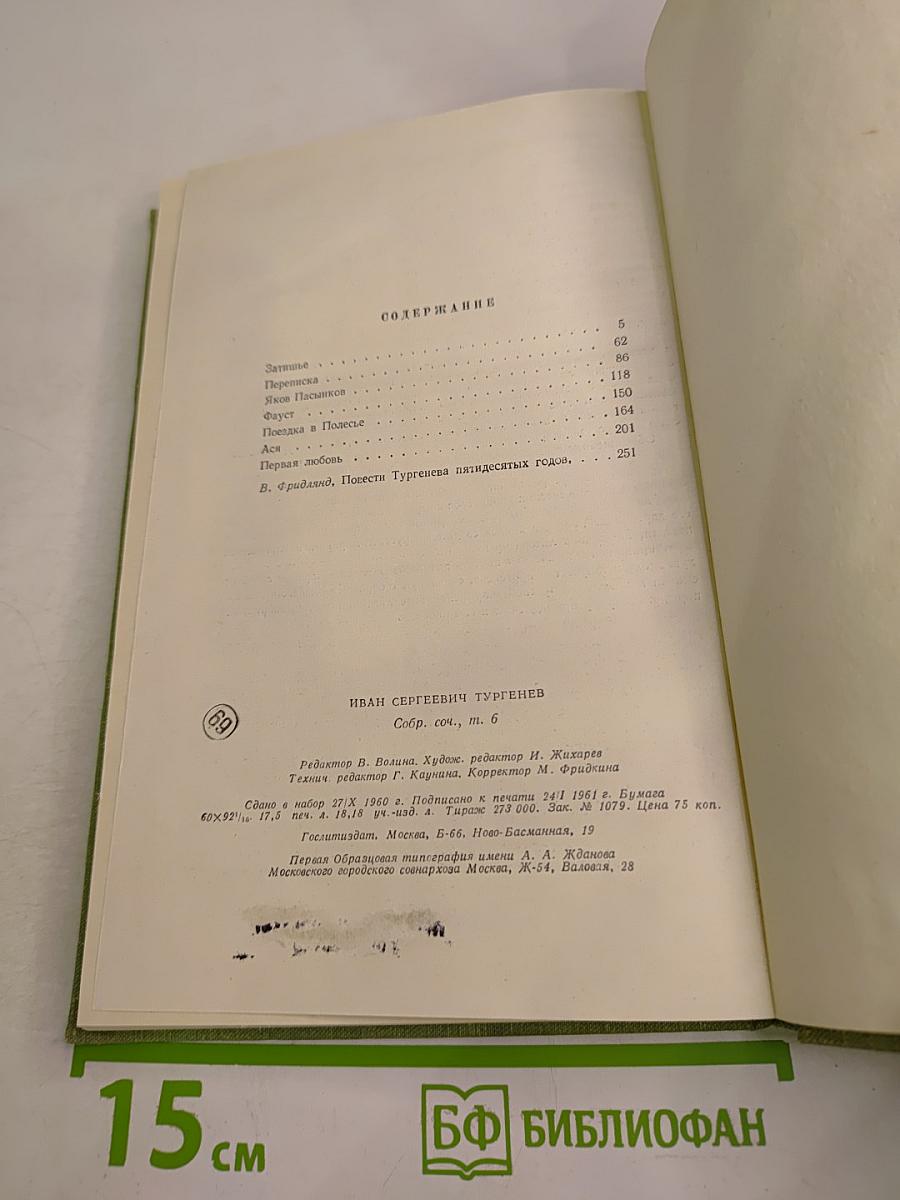 СОДЕРЖАНИЕ
Затишье . . . . . . . . . . . . . . . . . . . . 5
Переписка . . . . . . . . . . . . . . . . . . . 62
Яков Пасынков . . . . . . . . . . . . . . . . . 86
Фауст . . . . . . . . . . . . . . . . . . . . . 118
Поездка в Полесье . . . . . . . . . . . . . . . 150
Ася . . . . . . . . . . . . . . . . . . . . . . 164
Первая любовь . . . . . . . . . . . . . . . . . 201
В. Фридлянд, Повести Тургенева пятидесятых годов. . . . 251
69
ИВАН СЕРГЕЕВИЧ ТУРГЕНЕВ
Собр. соч., т. 6
Редактор В. Волина. Худож. редактор И. Жихарев
Технич. редактор Г. Каунина. Корректор М. Фридкина
Сдано в набор 27/X 1960 г. Подписано к печати 24/I 1961 г. Бумага
60×92¹/₁₆. 17,5 печ. л. 18,18 уч.-изд. л. Тираж 273 000. Зак. № 1079. Цена 75 коп.
Гослитиздат, Москва, Б-66, Ново-Басманная, 19
Первая Образцовая типография имени А. А. Жданова
Московского городского совнархоза Москва, Ж-54, Валовая, 28
15 см
БФ БИБЛИОФАН